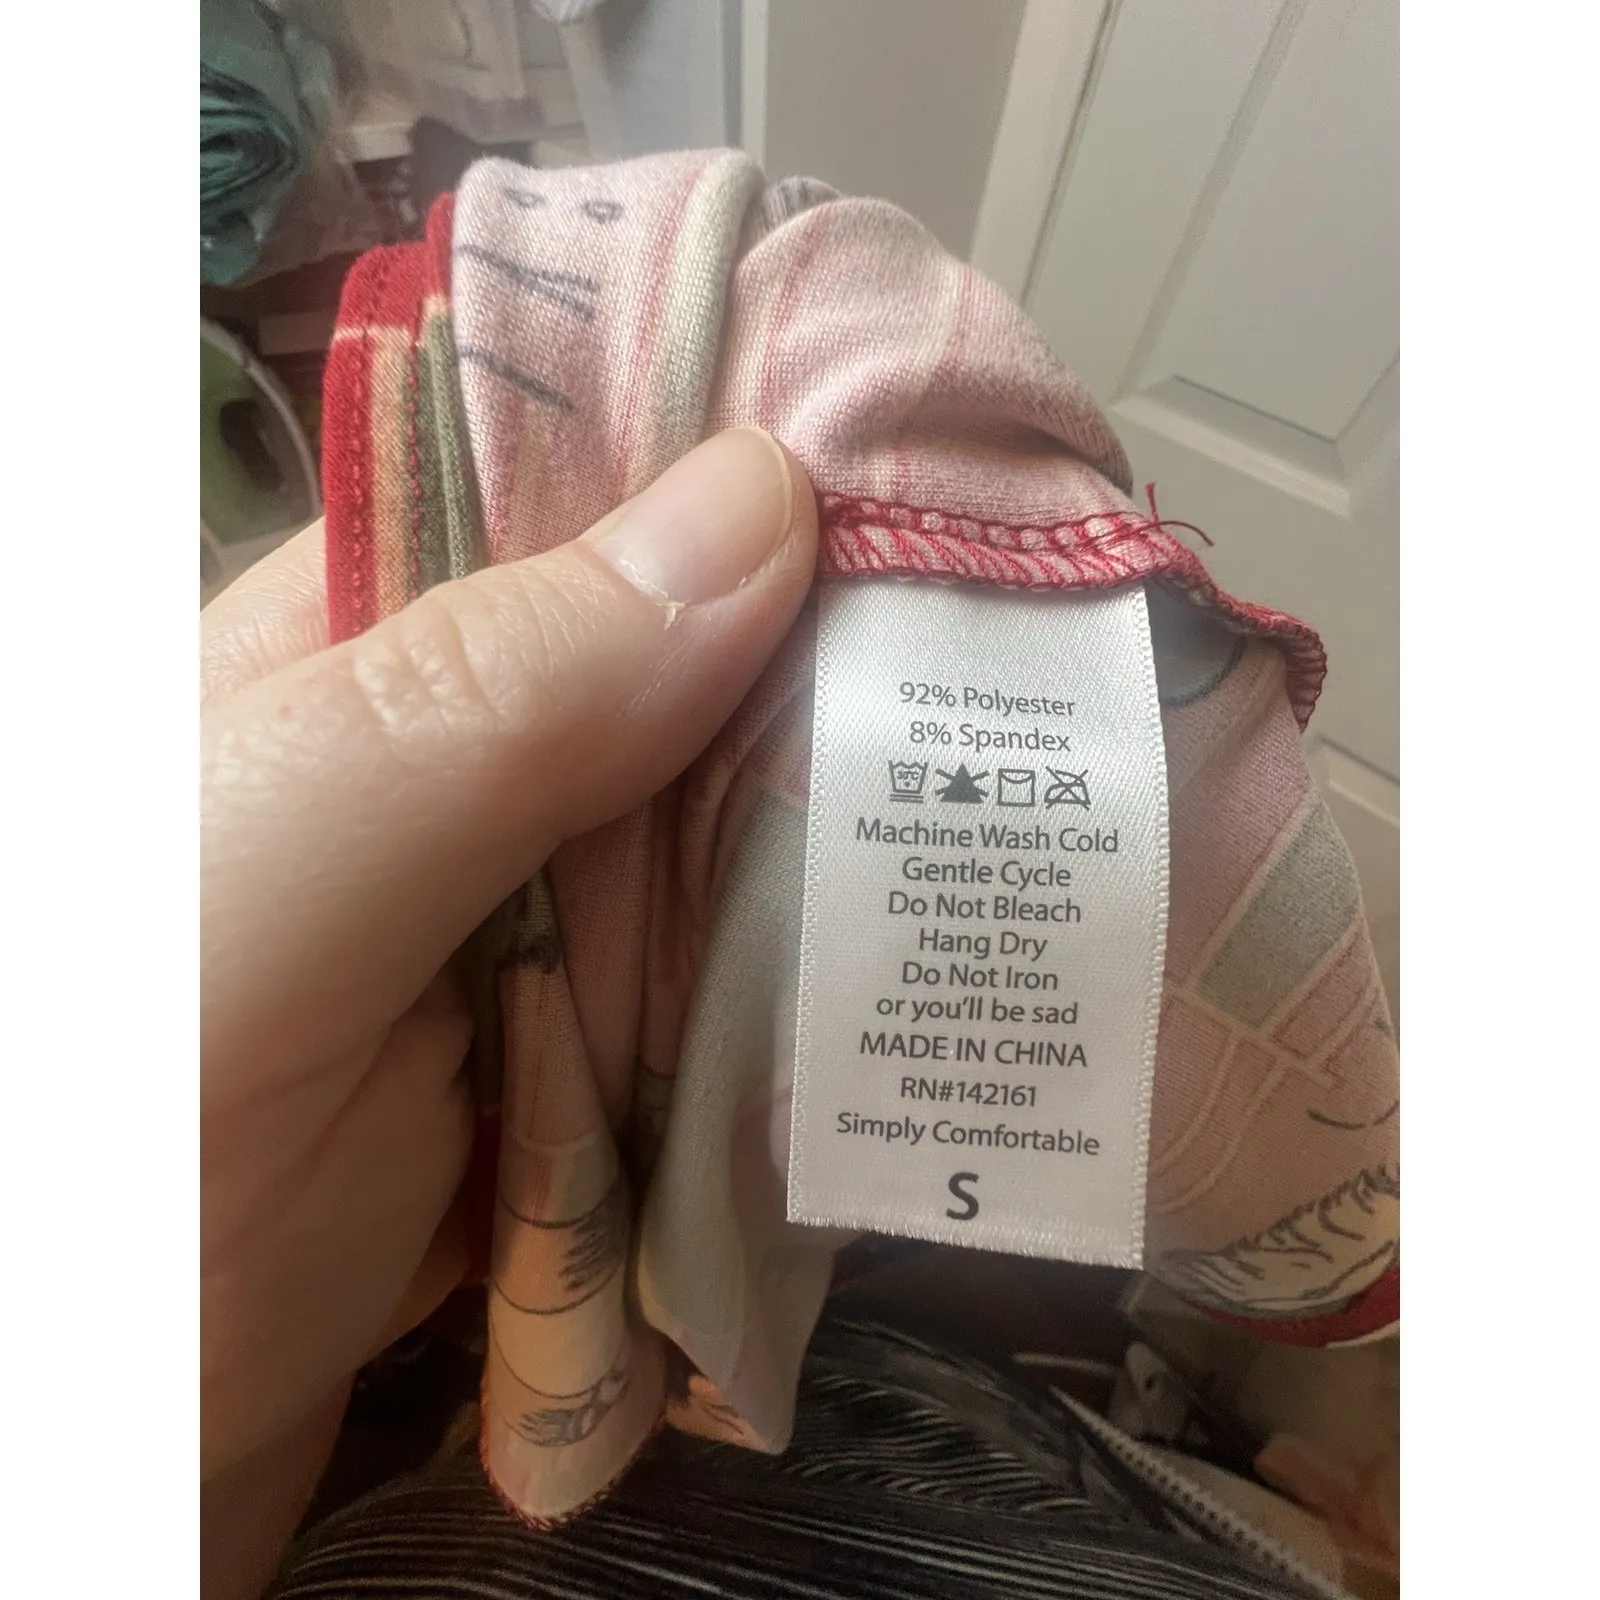 92% Polyester
8% Spandex
30°C
Machine Wash Cold
Gentle Cycle
Do Not Bleach
Hang Dry
Do Not Iron
or you'll be sad
MADE IN CHINA
RN#142161
Simply Comfortable
S